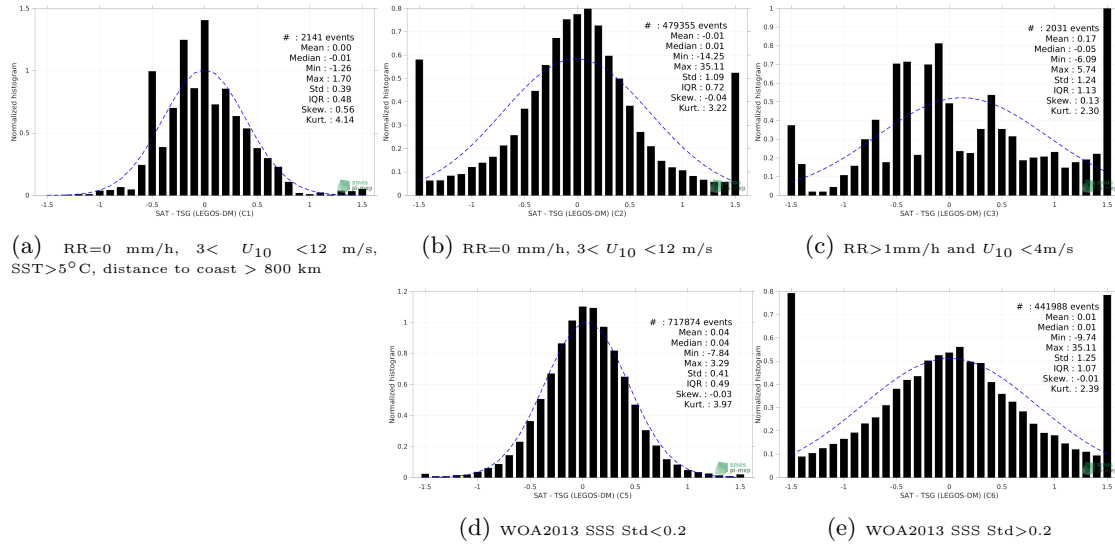 # : 2141 events
Mean : 0.00
Median : -0.01
Min : -1.26
Max : 1.70
Std : 0.39
IQR : 0.48
Skew. : 0.56
Kurt. : 4.14
Normalized histogram
1.5
1
0.5
0
-1.5 -1 -0.5 0 0.5 1 1.5
SAT - TSG (LEGOS-DM) (C1)
smos
pi-mep
(a) RR=0 mm/h, 3< U10 <12 m/s,
SST>5°C, distance to coast > 800 km
# : 479355 events
Mean : -0.01
Median : 0.01
Min : -14.25
Max : 35.11
Std : 1.09
IQR : 0.72
Skew. : -0.04
Kurt. : 3.22
Normalized histogram
0.8
0.7
0.6
0.5
0.4
0.3
0.2
0.1
0
-1.5 -1 -0.5 0 0.5 1 1.5
SAT - TSG (LEGOS-DM) (C2)
smos
pi-mep
(b) RR=0 mm/h, 3< U10 <12 m/s
# : 2031 events
Mean : 0.17
Median : -0.05
Min : -6.09
Max : 5.74
Std : 1.24
IQR : 1.13
Skew. : 0.13
Kurt. : 2.30
Normalized histogram
1
0.9
0.8
0.7
0.6
0.5
0.4
0.3
0.2
0.1
0
-1.5 -1 -0.5 0 0.5 1 1.5
SAT - TSG (LEGOS-DM) (C3)
smos
pi-mep
(c) RR>1mm/h and U10 <4m/s
# : 717874 events
Mean : 0.04
Median : 0.04
Min : -7.84
Max : 3.29
Std : 0.41
IQR : 0.49
Skew. : -0.03
Kurt. : 3.97
Normalized histogram
1.2
1
0.8
0.6
0.4
0.2
0
-1.5 -1 -0.5 0 0.5 1 1.5
SAT - TSG (LEGOS-DM) (C5)
smos
pi-mep
(d) WOA2013 SSS Std<0.2
# : 441988 events
Mean : 0.01
Median : 0.01
Min : -9.74
Max : 35.11
Std : 1.25
IQR : 1.07
Skew. : -0.01
Kurt. : 2.39
Normalized histogram
0.8
0.7
0.6
0.5
0.4
0.3
0.2
0.1
0
-1.5 -1 -0.5 0 0.5 1 1.5
SAT - TSG (LEGOS-DM) (C6)
smos
pi-mep
(e) WOA2013 SSS Std>0.2